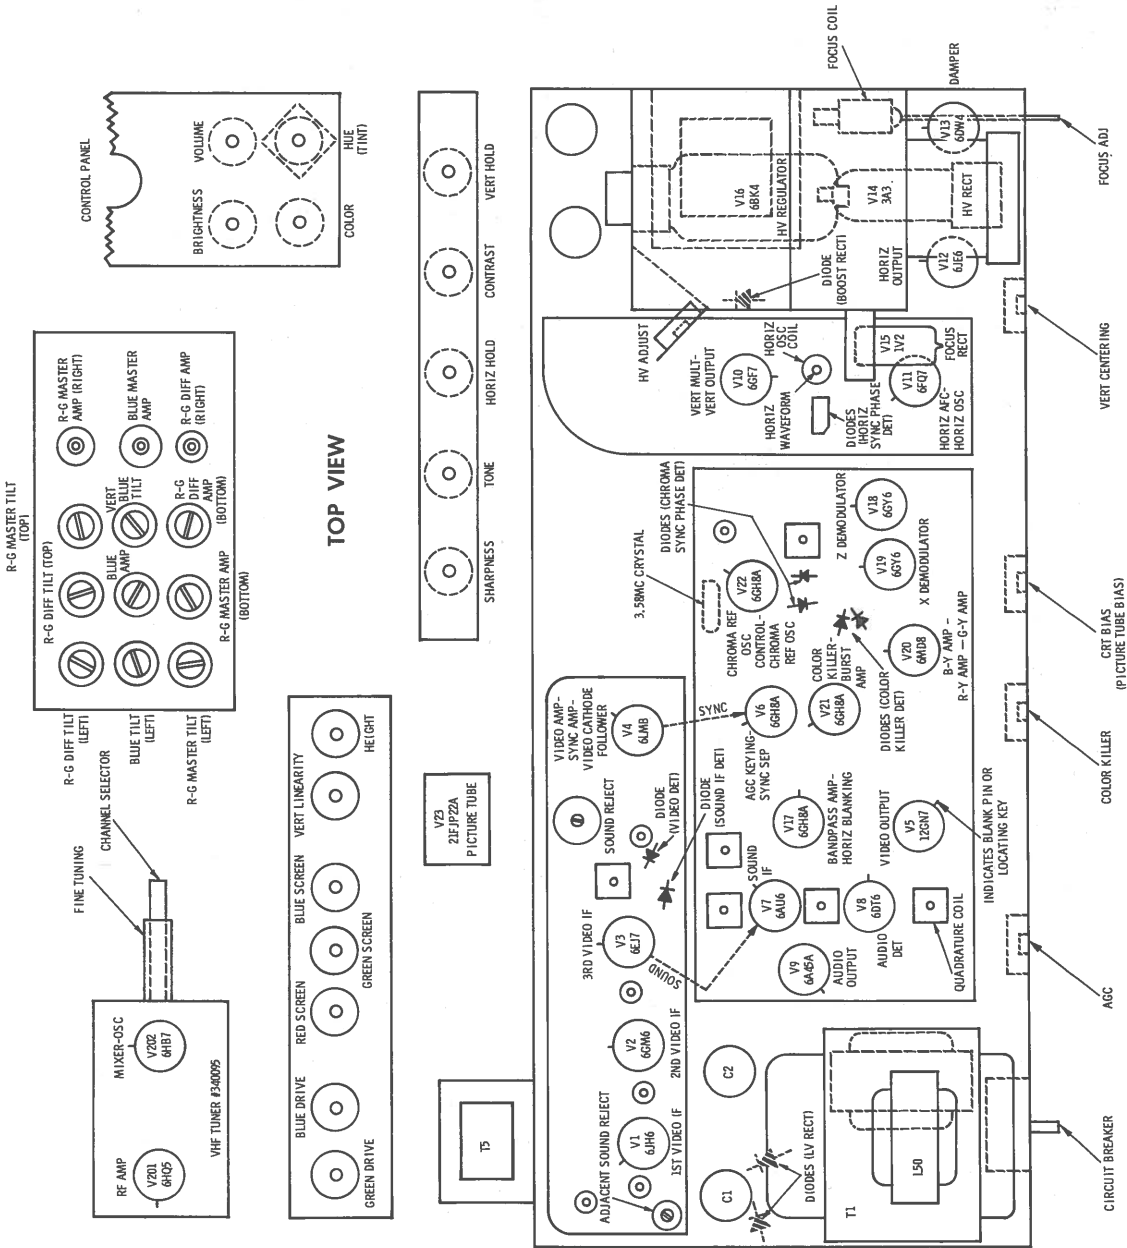 R-G MASTER TILT
(TOP)
R-G DIFF TILT (TOP)
R-G MASTER
AMP (RIGHT)
BLUE MASTER
AMP
R-G DIFF AMP
(RIGHT)
VERT
BLUE
TILT
BLUE
AMP
R-G
DIFF
AMP
(BOTTOM)
R-G MASTER AMP
(BOTTOM)
R-G DIFF TILT
(LEFT)
BLUE TILT
(LEFT)
R-G MASTER TILT
(LEFT)
CONTROL PANEL
BRIGHTNESS
VOLUME
COLOR
HUE
(TINT)
TOP VIEW
FINE TUNING
CHANNEL SELECTOR
RF AMP
V201
6HQ5
MIXER-OSC
V202
6HB7
VHF TUNER #340095
GREEN DRIVE
BLUE DRIVE
RED SCREEN
GREEN SCREEN
BLUE SCREEN
VERT LINEARITY
HEIGHT
SHARPNESS
TONE
HORIZ HOLD
CONTRAST
VERT HOLD
V23
21FJP22A
PICTURE TUBE
T5
ADJACENT SOUND REJECT
V1
6JH6
1ST VIDEO IF
V2
6GM6
2ND VIDEO IF
3RD VIDEO IF
V3
6EJ7
SOUND
SOUND REJECT
DIODE
(VIDEO DET)
DIODE
(SOUND IF DET)
VIDEO AMP-
SYNC AMP-
VIDEO CATHODE
FOLLOWER
V4
6LM8
SYNC
C1
C2
DIODES (LV RECT)
T1
L50
CIRCUIT BREAKER
V9
6A45A
AUDIO
OUTPUT
SOUND
IF
V7
6AU6
V8
6DT6
AUDIO
DET
QUADRATURE COIL
AGC KEYING-
SYNC SEP
V6
6GH8A
V17
6GH8A
BANDPASS AMP-
HORIZ BLANKING
VIDEO OUTPUT
V5
12GN7
INDICATES BLANK PIN OR
LOCATING KEY
3.58MC CRYSTAL
DIODES (CHROMA
SYNC PHASE DET)
CHROMA REF
OSC
CONTROL-
CHROMA
REF OSC
V22
6GH8A
COLOR
KILLER-
BURST
AMP
V21
6GH8A
DIODES (COLOR
KILLER DET)
Z DEMODULATOR
V18
6GY6
V19
6GY6
X DEMODULATOR
V20
6MD8
B-Y AMP -
R-Y AMP - G-Y AMP
HV ADJUST
VERT MULT-
VERT OUTPUT
V10
6GF7
HORIZ
OSC
COIL
HORIZ
WAVEFORM
DIODES
(HORIZ
SYNC PHASE
DET)
V11
6FQ7
HORIZ AFC-
HORIZ OSC
V15
1V2
FOCUS
RECT
DIODE
(BOOST RECT)
V16
6BK4
HV REGULATOR
V14
3A3
HV RECT
HORIZ
OUTPUT
V12
6JE6
V13
6DW4
DAMPER
FOCUS COIL
FOCUS ADJ
AGC
COLOR KILLER
CRT BIAS
(PICTURE TUBE BIAS)
VERT CENTERING